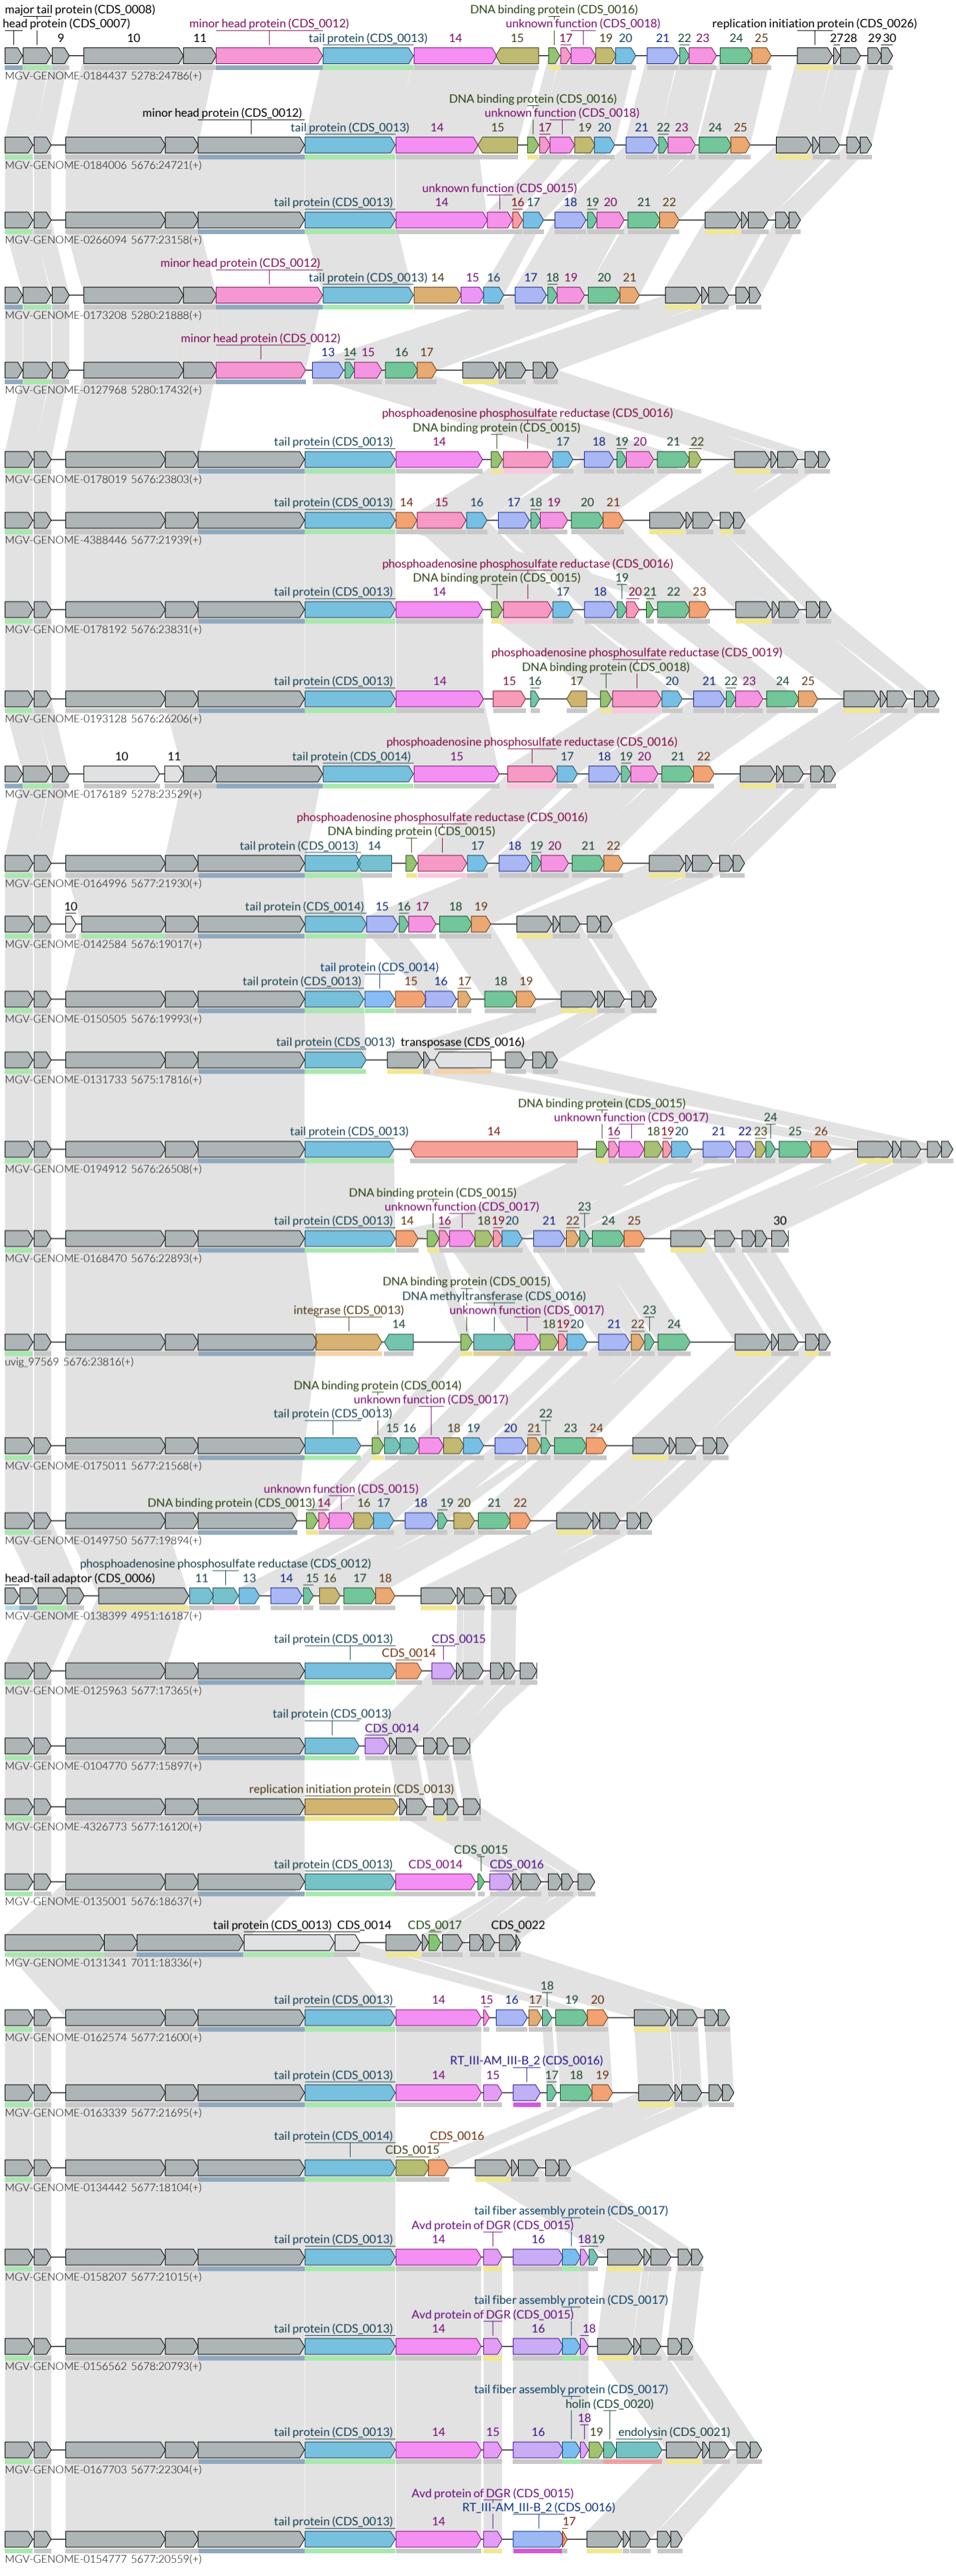 major tail protein (CDS_0008)
DNA binding protein (CDS_0016)
head protein (CDS_0007) minor head protein (CDS_0012) unknown function (CDS_0018) replication initiation protein (CDS_0026)
9 10 11 tail protein (CDS_0013) 14 15 17 19 20 21 22 23 24 25 27 28 29 30
MGV-GENOME-0184437 5278:24786(+)
DNA binding protein (CDS_0016)
minor head protein (CDS_0012) unknown function (CDS_0018)
tail protein (CDS_0013) 14 15 17 19 20 21 22 23 24 25
MGV-GENOME-0184006 5676:24721(+)
unknown function (CDS_0015)
tail protein (CDS_0013) 14 16 17 18 19 20 21 22
MGV-GENOME-0266094 5677:23158(+)
minor head protein (CDS_0012)
tail protein (CDS_0013) 14 15 16 17 18 19 20 21
MGV-GENOME-0173208 5280:21888(+)
minor head protein (CDS_0012)
13 14 15 16 17
MGV-GENOME-0127968 5280:17432(+)
phosphoadenosine phosphosulfate reductase (CDS_0016)
DNA binding protein (CDS_0015)
tail protein (CDS_0013) 14 17 18 19 20 21 22
MGV-GENOME-0178019 5676:23803(+)
tail protein (CDS_0013) 14 15 16 17 18 19 20 21
MGV-GENOME-4388446 5677:21939(+)
phosphoadenosine phosphosulfate reductase (CDS_0016)
DNA binding protein (CDS_0015) 19
tail protein (CDS_0013) 14 17 18 20 21 22 23
MGV-GENOME-0178192 5676:23831(+)
phosphoadenosine phosphosulfate reductase (CDS_0019)
DNA binding protein (CDS_0018)
tail protein (CDS_0013) 14 15 16 17 20 21 22 23 24 25
MGV-GENOME-0193128 5676:26206(+)
phosphoadenosine phosphosulfate reductase (CDS_0016)
10 11 tail protein (CDS_0014) 15 17 18 19 20 21 22
MGV-GENOME-0176189 5278:23529(+)
phosphoadenosine phosphosulfate reductase (CDS_0016)
DNA binding protein (CDS_0015)
tail protein (CDS_0013) 14 17 18 19 20 21 22
MGV-GENOME-0164996 5677:21930(+)
10 tail protein (CDS_0014) 15 16 17 18 19
MGV-GENOME-0142584 5676:19017(+)
tail protein (CDS_0014)
tail protein (CDS_0013) 15 16 17 18 19
MGV-GENOME-0150505 5676:19993(+)
tail protein (CDS_0013) transposase (CDS_0016)
MGV-GENOME-0131733 5675:17816(+)
DNA binding protein (CDS_0015)
unknown function (CDS_0017) 24
tail protein (CDS_0013) 14 16 18 19 20 21 22 23 25 26
MGV-GENOME-0194912 5676:26508(+)
DNA binding protein (CDS_0015)
unknown function (CDS_0017) 23
tail protein (CDS_0013) 14 16 18 19 20 21 22 24 25 30
MGV-GENOME-0168470 5676:22893(+)
DNA binding protein (CDS_0015)
DNA methyltransferase (CDS_0016)
integrase (CDS_0013) unknown function (CDS_0017) 23
14 18 19 20 21 22 24
uvig_97569 5676:23816(+)
DNA binding protein (CDS_0014)
unknown function (CDS_0017)
tail protein (CDS_0013) 22
15 16 18 19 20 21 23 24
MGV-GENOME-0175011 5677:21568(+)
unknown function (CDS_0015)
DNA binding protein (CDS_0013) 14 16 17 18 19 20 21 22
MGV-GENOME-0149750 5677:19894(+)
phosphoadenosine phosphosulfate reductase (CDS_0012)
head-tail adaptor (CDS_0006) 11 13 14 15 16 17 18
MGV-GENOME-0138399 4951:16187(+)
tail protein (CDS_0013) CDS_0015
CDS_0014
MGV-GENOME-0125963 5677:17365(+)
tail protein (CDS_0013)
CDS_0014
MGV-GENOME-0104770 5677:15897(+)
replication initiation protein (CDS_0013)
MGV-GENOME-4326773 5677:16120(+)
CDS_0015
tail protein (CDS_0013) CDS_0014 CDS_0016
MGV-GENOME-0135001 5676:18637(+)
tail protein (CDS_0013) CDS_0014 CDS_0017 CDS_0022
MGV-GENOME-0131341 7011:18336(+)
18
tail protein (CDS_0013) 14 15 16 17 19 20
MGV-GENOME-0162574 5677:21600(+)
RT_III-AM_III-B_2 (CDS_0016)
tail protein (CDS_0013) 14 15 17 18 19
MGV-GENOME-0163339 5677:21695(+)
tail protein (CDS_0014) CDS_0016
CDS_0015
MGV-GENOME-0134442 5677:18104(+)
tail fiber assembly protein (CDS_0017)
Avd protein of DGR (CDS_0015)
tail protein (CDS_0013) 14 16 18 19
MGV-GENOME-0158207 5677:21015(+)
tail fiber assembly protein (CDS_0017)
Avd protein of DGR (CDS_0015)
tail protein (CDS_0013) 14 16 18
MGV-GENOME-0156562 5678:20793(+)
tail fiber assembly protein (CDS_0017)
holin (CDS_0020)
18
tail protein (CDS_0013) 14 15 16 19 endolysin (CDS_0021)
MGV-GENOME-0167703 5677:22304(+)
Avd protein of DGR (CDS_0015)
RT_III-AM_III-B_2 (CDS_0016)
tail protein (CDS_0013) 14 17
MGV-GENOME-0154777 5677:20559(+)